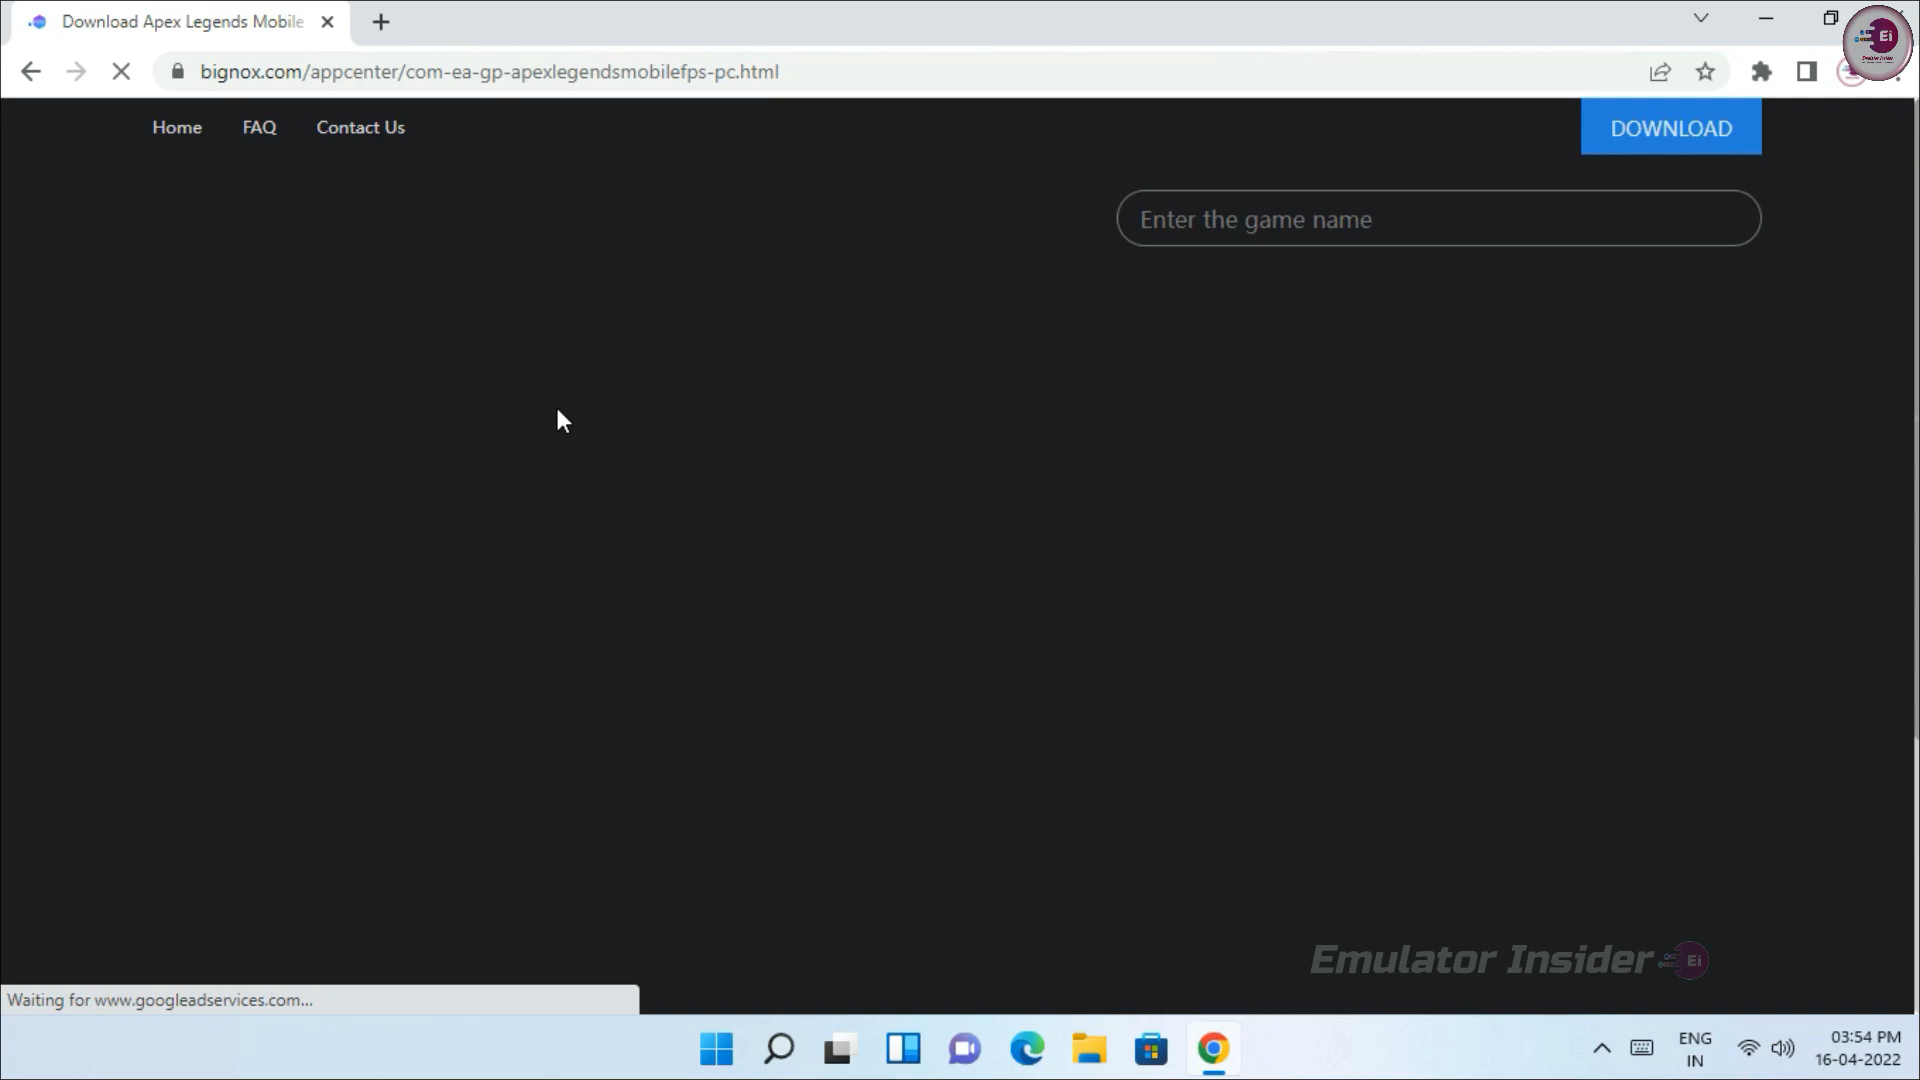 Download Apex Legends Mobile
bignox.com/appcenter/com-ea-gp-apexlegendsmobilefps-pc.html
Ei
Home FAQ Contact Us DOWNLOAD
Enter the game name
Emulator Insider Ei
Waiting for www.googleadservices.com...
ENG
IN
03:54 PM
16-04-2022